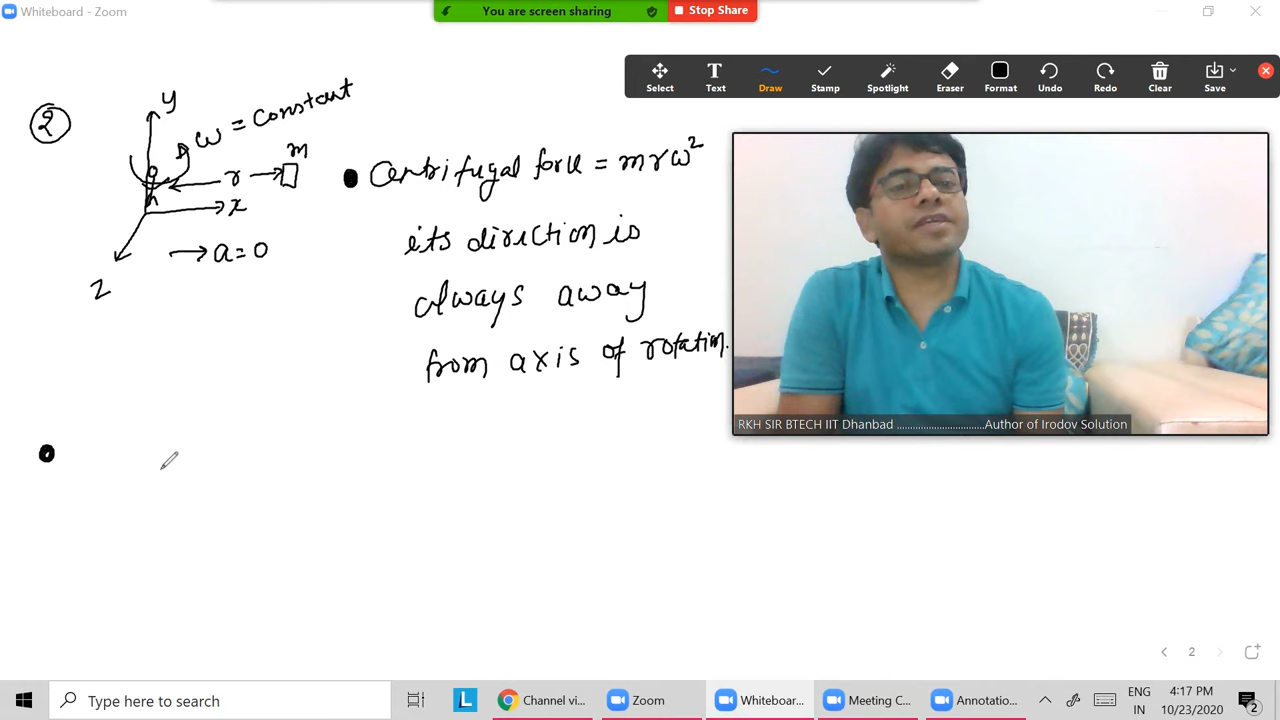 Whiteboard - Zoom
You are screen sharing
Stop Share
Select
Text
Draw
Stamp
Spotlight
Eraser
Format
Undo
Redo
Clear
Save
2
y
ω = constant
m
r
x
z
→ a = 0
• Centrifugal force = mrω²
its direction is
always away
from axis of rotation.
RKH SIR BTECH IIT Dhanbad ................................Author of Irodov Solution
2
Type here to search
L
Channel vi...
Zoom
Whiteboar...
Meeting C...
Annotatio...
ENG
IN
4:17 PM
10/23/2020
2